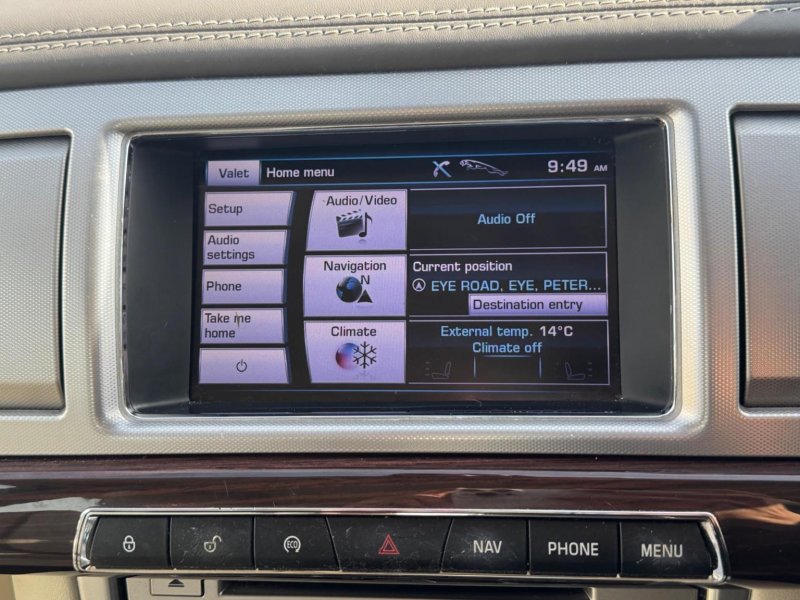 Valet
Home menu
9:49 AM
Setup
Audio/Video
Audio Off
Audio
settings
Navigation
N
Current position
EYE ROAD, EYE, PETER...
Destination entry
Phone
Take me
home
Climate
External temp. 14°C
Climate off
ECO
NAV
PHONE
MENU